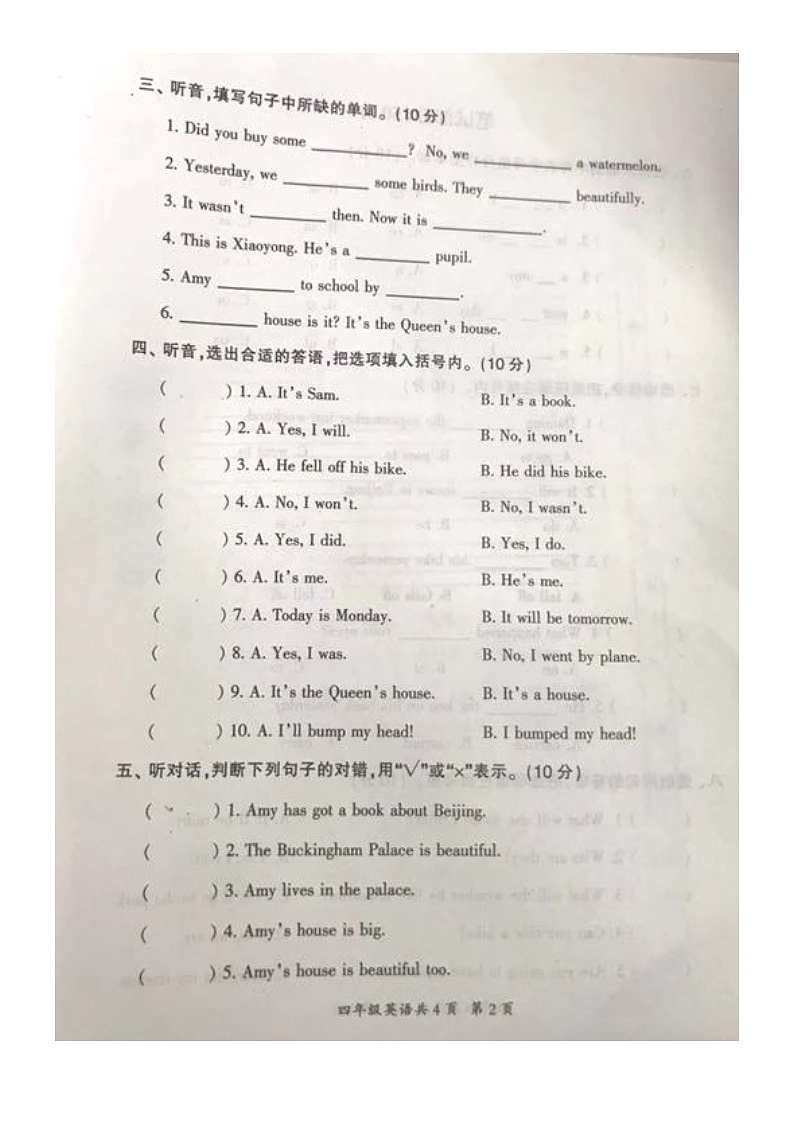 三、听音,填写句子中所缺的单词。(10分)
1. Did you buy some __________? No, we __________ a watermelon.
2. Yesterday, we __________ some birds. They __________ beautifully.
3. It wasn't __________ then. Now it is __________.
4. This is Xiaoyong. He's a __________ pupil.
5. Amy __________ to school by __________.
6. __________ house is it? It's the Queen's house.
四、听音,选出合适的答语,把选项填入括号内。(10分)
( ) 1. A. It's Sam. B. It's a book.
( ) 2. A. Yes, I will. B. No, it won't.
( ) 3. A. He fell off his bike. B. He did his bike.
( ) 4. A. No, I won't. B. No, I wasn't.
( ) 5. A. Yes, I did. B. Yes, I do.
( ) 6. A. It's me. B. He's me.
( ) 7. A. Today is Monday. B. It will be tomorrow.
( ) 8. A. Yes, I was. B. No, I went by plane.
( ) 9. A. It's the Queen's house. B. It's a house.
( ) 10. A. I'll bump my head! B. I bumped my head!
五、听对话,判断下列句子的对错,用“√”或“×”表示。(10分)
( ) 1. Amy has got a book about Beijing.
( ) 2. The Buckingham Palace is beautiful.
( ) 3. Amy lives in the palace.
( ) 4. Amy's house is big.
( ) 5. Amy's house is beautiful too.
四年级英语共4页 第2页